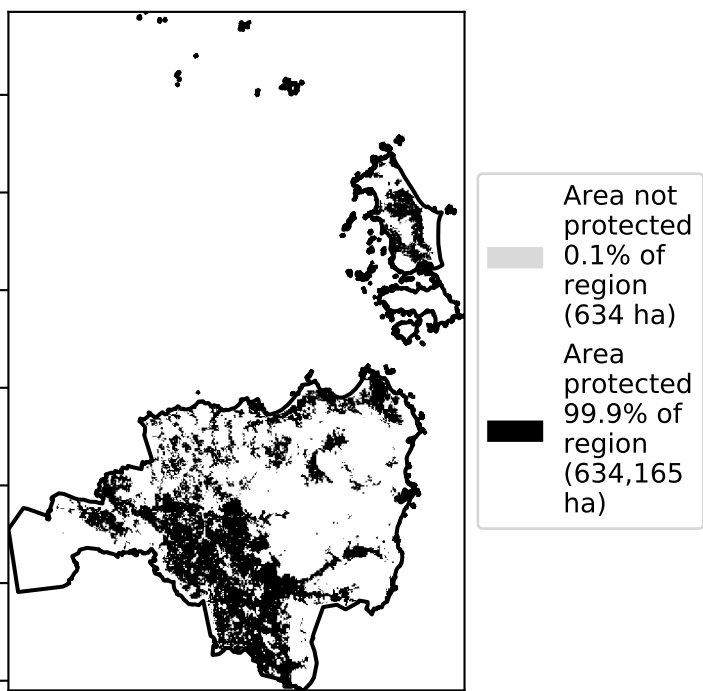 Area not
protected
0.1% of
region
(634 ha)
Area
protected
99.9% of
region
(634,165
ha)